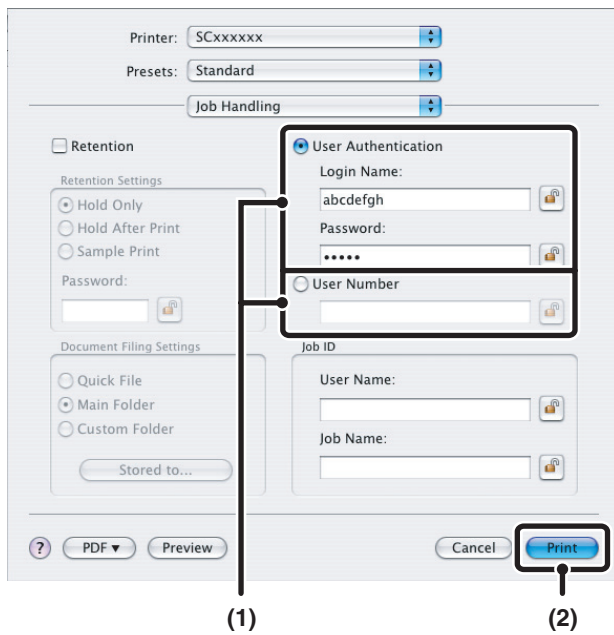 Printer: SCxxxxxx
Presets: Standard
Job Handling
Retention
Retention Settings
Hold Only
Hold After Print
Sample Print
Password:
User Authentication
Login Name:
abcdefgh
Password:
•••••
User Number
Document Filing Settings
Quick File
Main Folder
Custom Folder
Stored to...
Job ID
User Name:
Job Name:
? PDF▼ Preview Cancel Print
(1) (2)